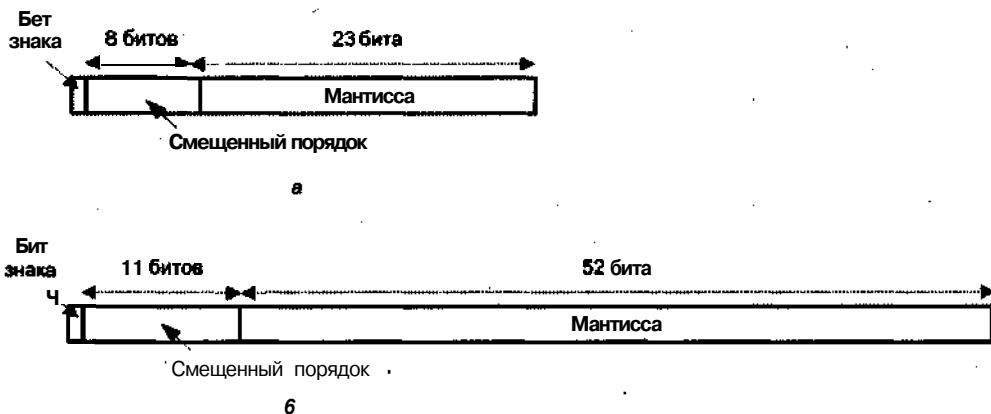 Бет
знака
8 битов
23 бита
Мантисса
Смещенный порядок
а
Бит
знака
Ч
11 битов
52 бита
Мантисса
Смещенный порядок
б